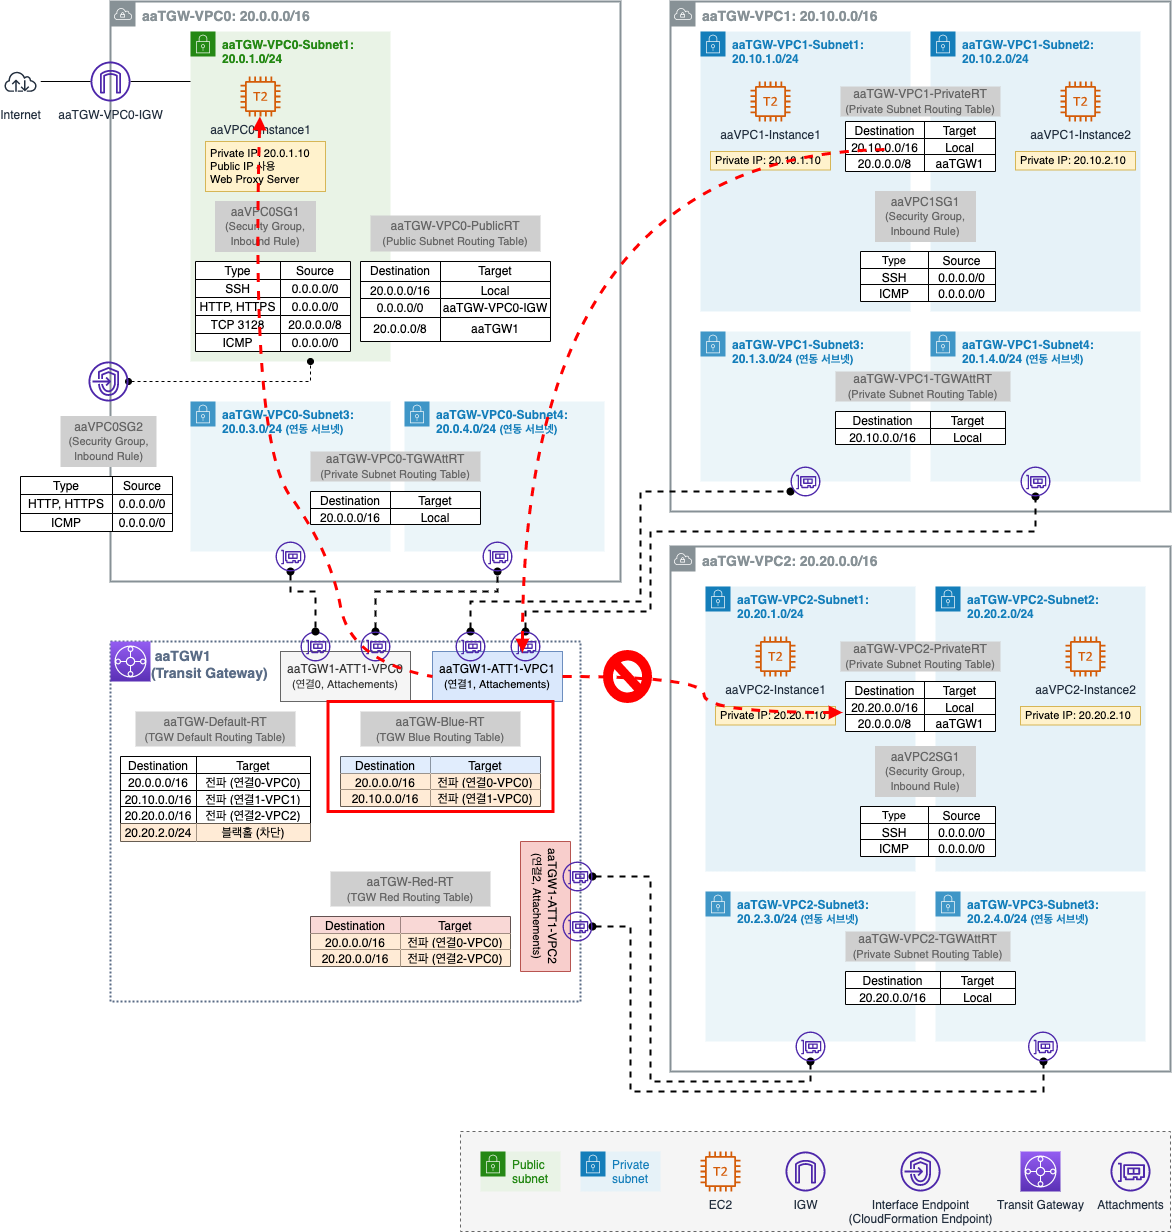 aaTGW-VPC0: 20.0.0.0/16
aaTGW-VPC0-Subnet1:
20.0.1.0/24
T2
Internet
aaTGW-VPC0-IGW
aaVPC0-Instance1
Private IP: 20.0.1.10
Public IP 사용
Web Proxy Server
aaVPC0SG1
(Security Group,
Inbound Rule)
Type Source
SSH 0.0.0.0/0
HTTP, HTTPS 0.0.0.0/0
TCP 3128 20.0.0.0/8
ICMP 0.0.0.0/0
aaTGW-VPC0-PublicRT
(Public Subnet Routing Table)
Destination Target
20.0.0.0/16 Local
0.0.0.0/0 aaTGW-VPC0-IGW
20.0.0.0/8 aaTGW1
aaVPC0SG2
(Security Group,
Inbound Rule)
Type Source
HTTP, HTTPS 0.0.0.0/0
ICMP 0.0.0.0/0
aaTGW-VPC0-Subnet3:
20.0.3.0/24 (연동 서브넷)
aaTGW-VPC0-Subnet4:
20.0.4.0/24 (연동 서브넷)
aaTGW-VPC0-TGWAttRT
(Private Subnet Routing Table)
Destination Target
20.0.0.0/16 Local
aaTGW-VPC1: 20.10.0.0/16
aaTGW-VPC1-Subnet1:
20.10.1.0/24
aaTGW-VPC1-Subnet2:
20.10.2.0/24
T2
aaVPC1-Instance1
Private IP: 20.10.1.10
aaTGW-VPC1-PrivateRT
(Private Subnet Routing Table)
Destination Target
20.10.0.0/16 Local
20.0.0.0/8 aaTGW1
T2
aaVPC1-Instance2
Private IP: 20.10.2.10
aaVPC1SG1
(Security Group,
Inbound Rule)
Type Source
SSH 0.0.0.0/0
ICMP 0.0.0.0/0
aaTGW-VPC1-Subnet3:
20.1.3.0/24 (연동 서브넷)
aaTGW-VPC1-Subnet4:
20.1.4.0/24 (연동 서브넷)
aaTGW-VPC1-TGWAttRT
(Private Subnet Routing Table)
Destination Target
20.10.0.0/16 Local
aaTGW1
(Transit Gateway)
aaTGW1-ATT1-VPC0
(연결0, Attachements)
aaTGW1-ATT1-VPC1
(연결1, Attachements)
aaTGW-Default-RT
(TGW Default Routing Table)
Destination Target
20.0.0.0/16 전파 (연결0-VPC0)
20.10.0.0/16 전파 (연결1-VPC1)
20.20.0.0/16 전파 (연결2-VPC2)
20.20.2.0/24 블랙홀 (차단)
aaTGW-Blue-RT
(TGW Blue Routing Table)
Destination Target
20.0.0.0/16 전파 (연결0-VPC0)
20.10.0.0/16 전파 (연결1-VPC0)
aaTGW-Red-RT
(TGW Red Routing Table)
Destination Target
20.0.0.0/16 전파 (연결0-VPC0)
20.20.0.0/16 전파 (연결2-VPC0)
aaTGW1-ATT1-VPC2
(연결2, Attachements)
aaTGW-VPC2: 20.20.0.0/16
aaTGW-VPC2-Subnet1:
20.20.1.0/24
aaTGW-VPC2-Subnet2:
20.20.2.0/24
T2
aaVPC2-Instance1
Private IP: 20.20.1.10
aaTGW-VPC2-PrivateRT
(Private Subnet Routing Table)
Destination Target
20.20.0.0/16 Local
20.0.0.0/8 aaTGW1
T2
aaVPC2-Instance2
Private IP: 20.20.2.10
aaVPC2SG1
(Security Group,
Inbound Rule)
Type Source
SSH 0.0.0.0/0
ICMP 0.0.0.0/0
aaTGW-VPC2-Subnet3:
20.2.3.0/24 (연동 서브넷)
aaTGW-VPC3-Subnet3:
20.2.4.0/24 (연동 서브넷)
aaTGW-VPC2-TGWAttRT
(Private Subnet Routing Table)
Destination Target
20.20.0.0/16 Local
Public
subnet
Private
subnet
T2
EC2
IGW
Interface Endpoint
(CloudFormation Endpoint)
Transit Gateway
Attachments